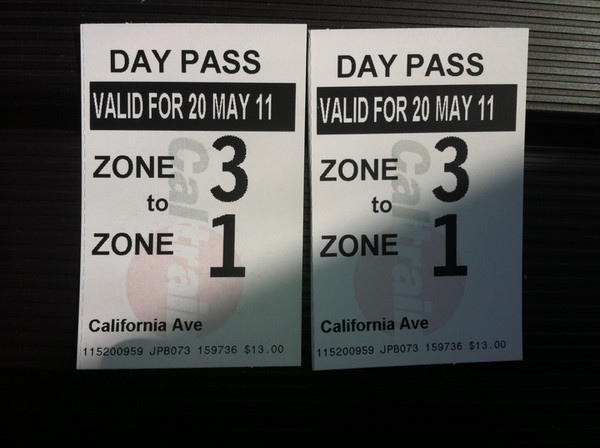 DAY PASS
VALID FOR 20 MAY 11
ZONE 3
to
ZONE 1
Caltrain
California Ave
115200959 JPB073 159736 $13.00
DAY PASS
VALID FOR 20 MAY 11
ZONE 3
to
ZONE 1
Caltrain
California Ave
115200959 JPB073 159736 $13.00